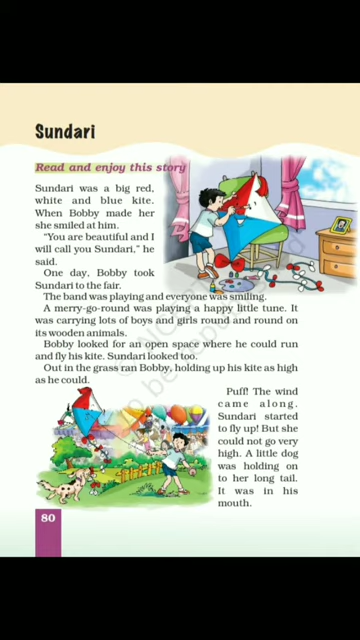 Sundari
Read and enjoy this story
Sundari was a big red,
white and blue kite.
When Bobby made her
she smiled at him.
"You are beautiful and I
will call you Sundari," he
said.
One day, Bobby took
Sundari to the fair.
The band was playing and everyone was smiling.
A merry-go-round was playing a happy little tune. It
was carrying lots of boys and girls round and round on
its wooden animals.
Bobby looked for an open space where he could run
and fly his kite. Sundari looked too.
Out in the grass ran Bobby, holding up his kite as high
as he could.
Puff! The wind
came along.
Sundari started
to fly up! But she
could not go very
high. A little dog
was holding on
to her long tail.
It was in his
mouth.
80